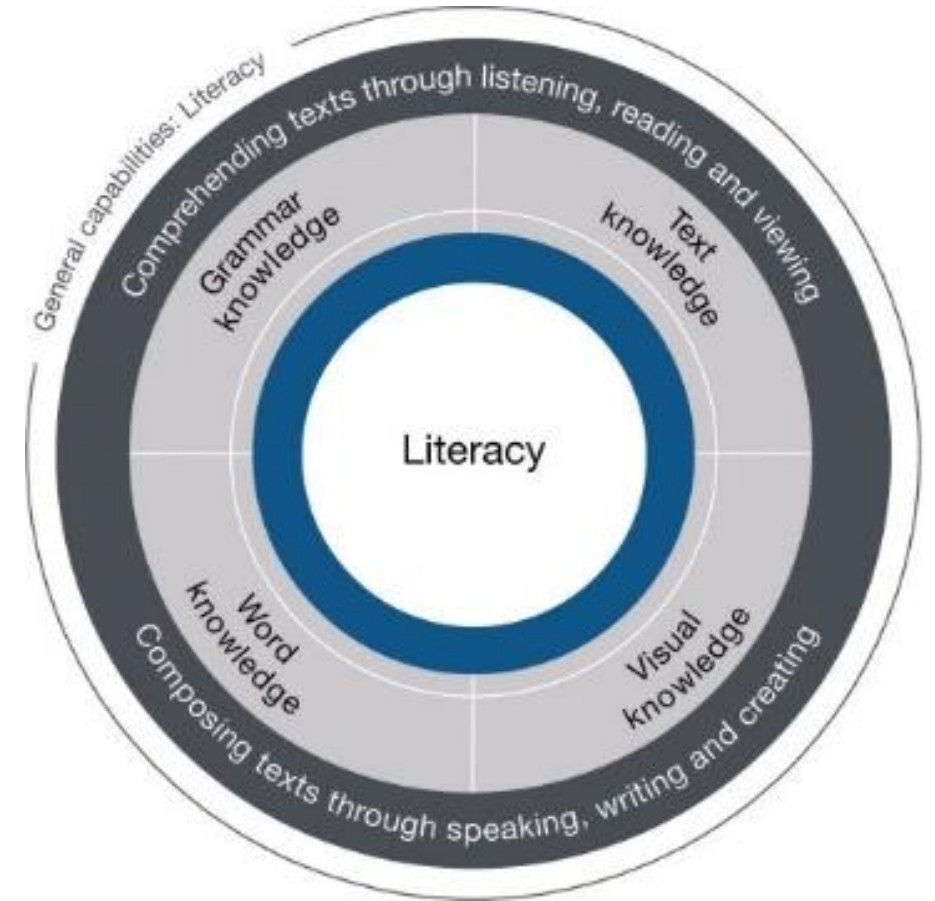 General capabilities: Literacy
Comprehending texts through listening, reading and viewing
Grammar
knowledge
Text
knowledge
Literacy
Word
knowledge
Visual
knowledge
Composing texts through speaking, writing and creating